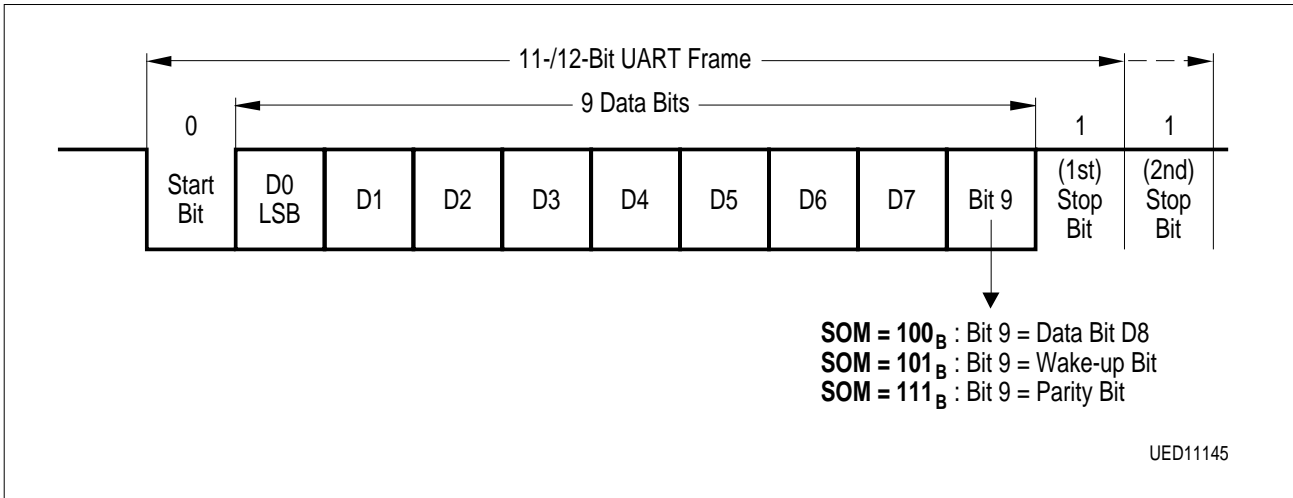 11-/12-Bit UART Frame
9 Data Bits
0
1
1
Start
Bit
D0
LSB
D1
D2
D3
D4
D5
D6
D7
Bit 9
(1st)
Stop
Bit
(2nd)
Stop
Bit
SOM = 100B : Bit 9 = Data Bit D8
SOM = 101B : Bit 9 = Wake-up Bit
SOM = 111B : Bit 9 = Parity Bit
UED11145